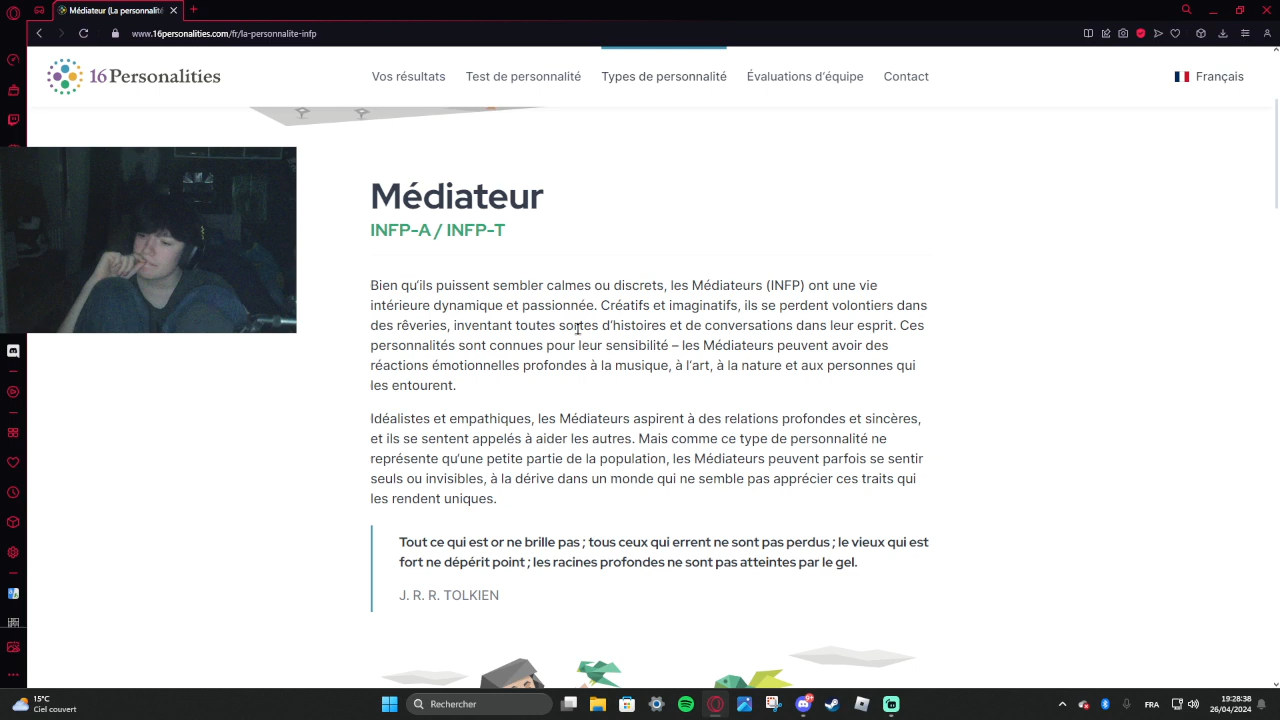 Médiateur (La personnalité
www.16personalities.com/fr/la-personnalite-infp
16Personalities
Vos résultats
Test de personnalité
Types de personnalité
Évaluations d’équipe
Contact
Français
Médiateur
INFP-A / INFP-T
Bien qu’ils puissent sembler calmes ou discrets, les Médiateurs (INFP) ont une vie
intérieure dynamique et passionnée. Créatifs et imaginatifs, ils se perdent volontiers dans
des rêveries, inventant toutes sortes d’histoires et de conversations dans leur esprit. Ces
personnalités sont connues pour leur sensibilité – les Médiateurs peuvent avoir des
réactions émotionnelles profondes à la musique, à l’art, à la nature et aux personnes qui
les entourent.
Idéalistes et empathiques, les Médiateurs aspirent à des relations profondes et sincères,
et ils se sentent appelés à aider les autres. Mais comme ce type de personnalité ne
représente qu’une petite partie de la population, les Médiateurs peuvent parfois se sentir
seuls ou invisibles, à la dérive dans un monde qui ne semble pas apprécier ces traits qui
les rendent uniques.
Tout ce qui est or ne brille pas ; tous ceux qui errent ne sont pas perdus ; le vieux qui est
fort ne dépérit point ; les racines profondes ne sont pas atteintes par le gel.
J. R. R. TOLKIEN
15°C
Ciel couvert
Rechercher
FRA
19:28:38
26/04/2024